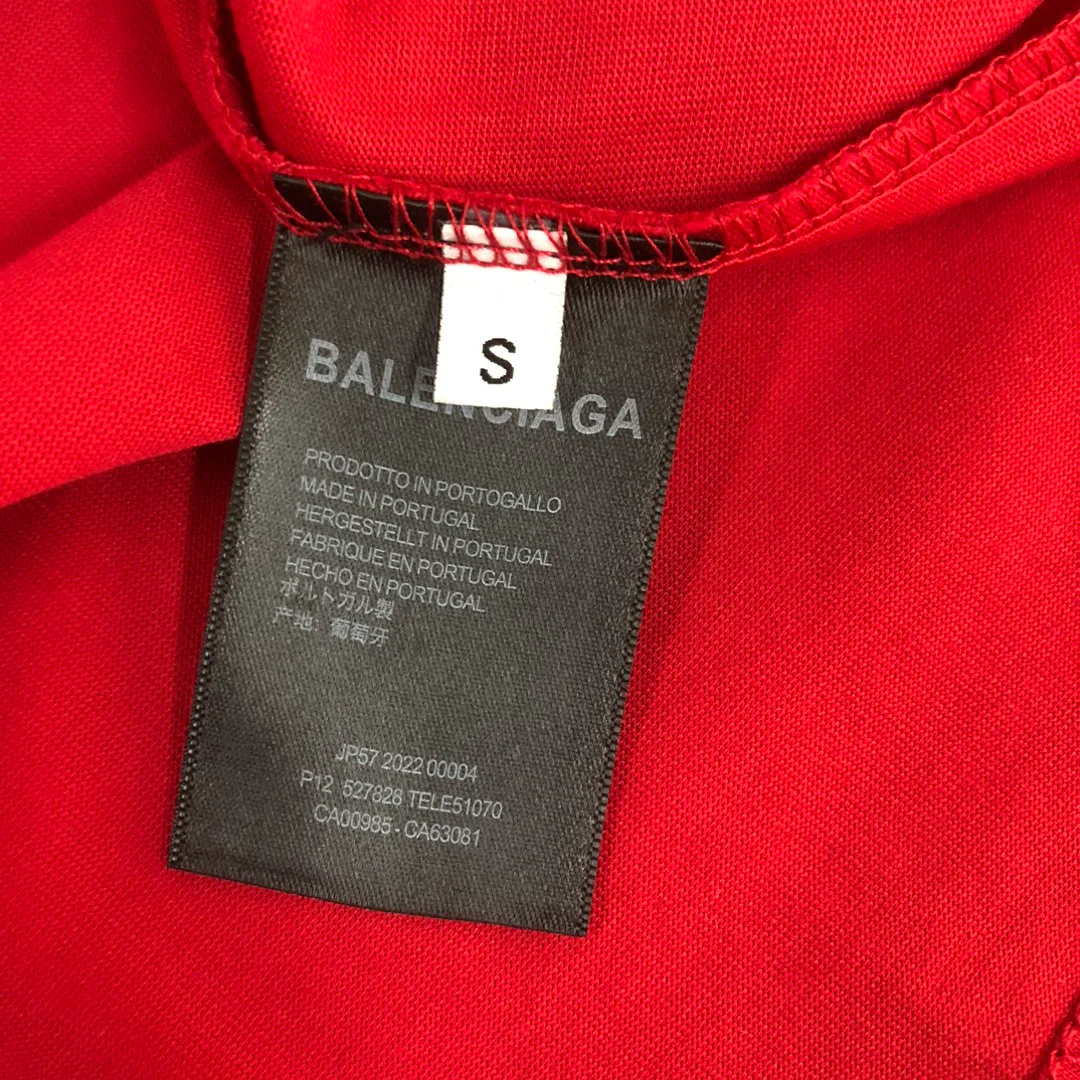 S
BALENCIAGA
PRODOTTO IN PORTOGALLO
MADE IN PORTUGAL
HERGESTELLT IN PORTUGAL
FABRIQUE EN PORTUGAL
HECHO EN PORTUGAL
ポルトガル製
产地: 葡萄牙
JP57 2022 00004
P12 527828 TELE51070
CA00985 - CA63081